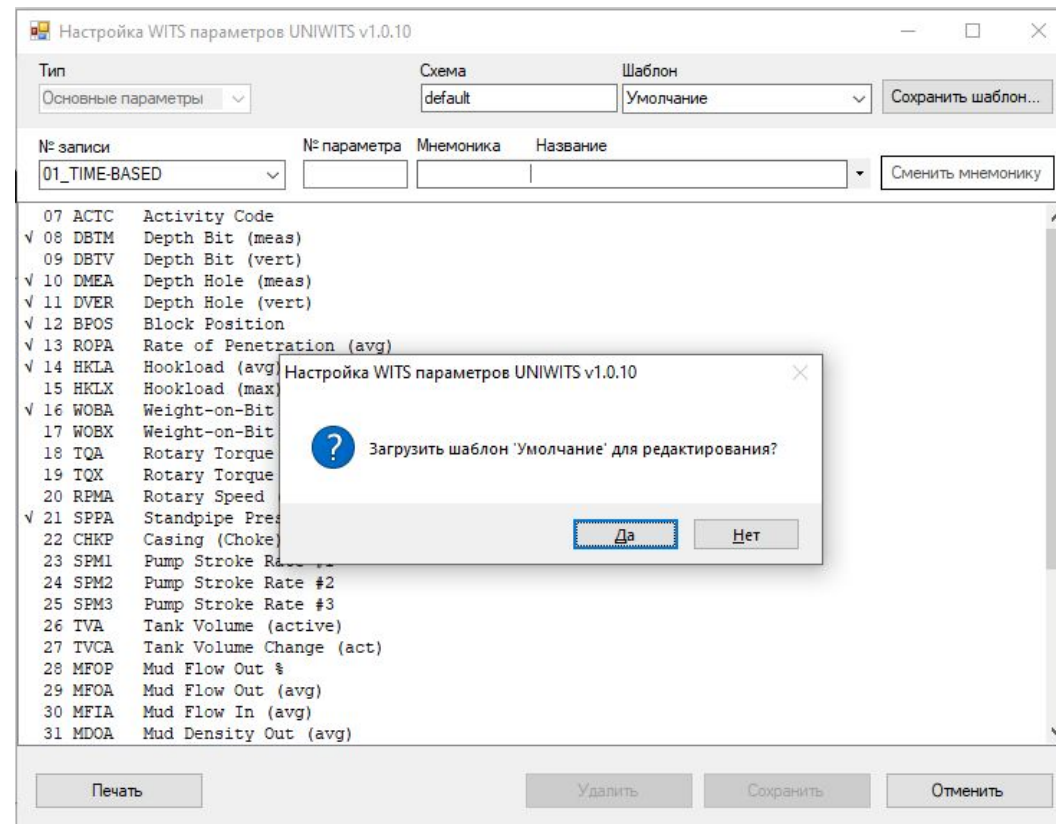 Настройка WITS параметров UNIWITS v1.0.10
Тип Схема Шаблон
Основные параметры default Умолчание Сохранить шаблон...
№ записи № параметра Мнемоника Название
01_TIME-BASED Сменить мнемонику
07 ACTC Activity Code
√ 08 DBTM Depth Bit (meas)
09 DBTV Depth Bit (vert)
√ 10 DMEA Depth Hole (meas)
√ 11 DVER Depth Hole (vert)
√ 12 BPOS Block Position
√ 13 ROPA Rate of Penetration (avg)
√ 14 HKLA Hookload (avg)
15 HKLX Hookload (max)
√ 16 WOBA Weight-on-Bit
17 WOBX Weight-on-Bit
18 TQA Rotary Torque
19 TQX Rotary Torque
20 RPMA Rotary Speed
√ 21 SPPA Standpipe Pres
22 CHKP Casing (Choke)
23 SPM1 Pump Stroke Rate #1
24 SPM2 Pump Stroke Rate #2
25 SPM3 Pump Stroke Rate #3
26 TVA Tank Volume (active)
27 TVCA Tank Volume Change (act)
28 MFOP Mud Flow Out %
29 MFOA Mud Flow Out (avg)
30 MFIA Mud Flow In (avg)
31 MDOA Mud Density Out (avg)
Настройка WITS параметров UNIWITS v1.0.10
Загрузить шаблон 'Умолчание' для редактирования?
Да Нет
Печать Удалить Сохранить Отменить